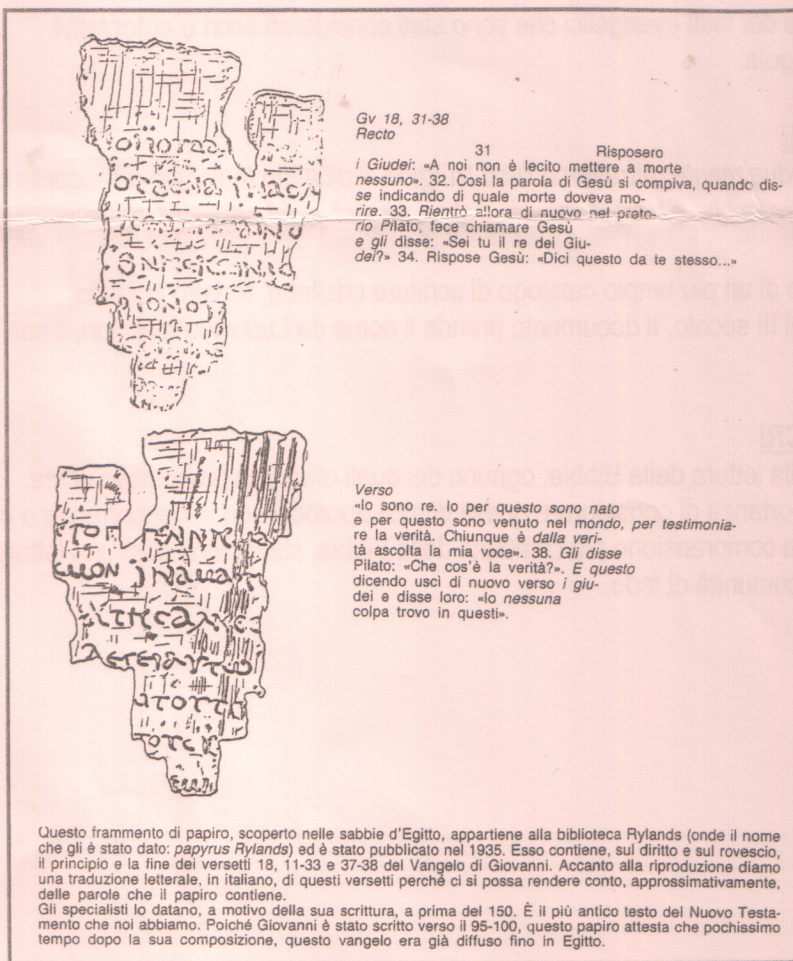 Gv 18, 31-38
Recto
31 Risposero
i Giudei: «A noi non è lecito mettere a morte
nessuno». 32. Così la parola di Gesù si compiva, quando dis-
se indicando di quale morte doveva mo-
rire. 33. Rientrò allora di nuovo nel preto-
rio Pilato, fece chiamare Gesù
e gli disse: «Sei tu il re dei Giu-
dei?» 34. Rispose Gesù: «Dici questo da te stesso...»
Verso
«Io sono re. Io per questo sono nato
e per questo sono venuto nel mondo, per testimonia-
re la verità. Chiunque è dalla veri-
tà ascolta la mia voce». 38. Gli disse
Pilato: «Che cos'è la verità?». E questo
dicendo uscì di nuovo verso i giu-
dei e disse loro: «Io nessuna
colpa trovo in questi».
Questo frammento di papiro, scoperto nelle sabbie d'Egitto, appartiene alla biblioteca Rylands (onde il nome
che gli è stato dato: papyrus Rylands) ed è stato pubblicato nel 1935. Esso contiene, sul diritto e sul rovescio,
il principio e la fine dei versetti 18, 11-33 e 37-38 del Vangelo di Giovanni. Accanto alla riproduzione diamo
una traduzione letterale, in italiano, di questi versetti perché ci si possa rendere conto, approssimativamente,
delle parole che il papiro contiene.
Gli specialisti lo datano, a motivo della sua scrittura, a prima del 150. È il più antico testo del Nuovo Testa-
mento che noi abbiamo. Poiché Giovanni è stato scritto verso il 95-100, questo papiro attesta che pochissimo
tempo dopo la sua composizione, questo vangelo era già diffuso fino in Egitto.